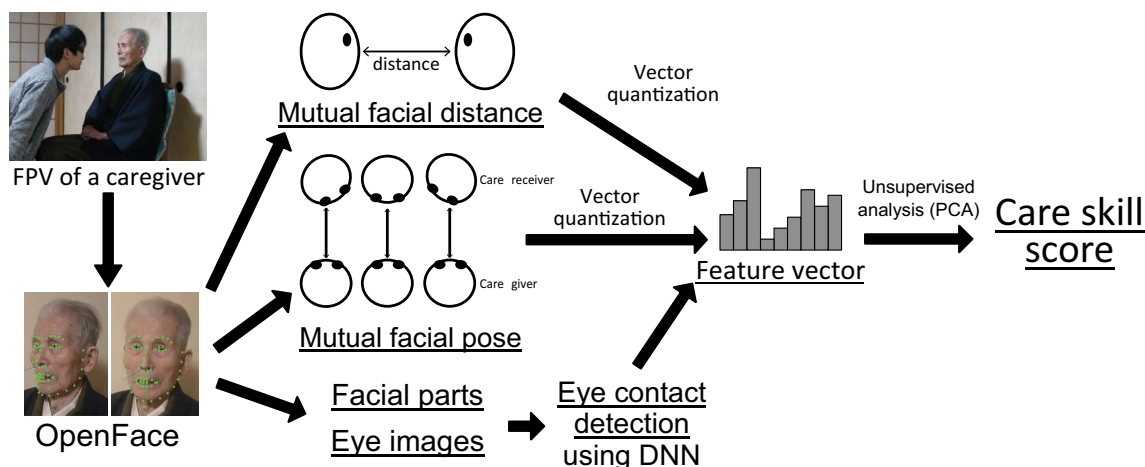 distance
Mutual facial distance
FPV of a caregiver
Vector
quantization
Care receiver
Care giver
Mutual facial pose
Vector
quantization
OpenFace
Facial parts
Eye images
Eye contact
detection
using DNN
Feature vector
Unsupervised
analysis (PCA)
Care skill
score